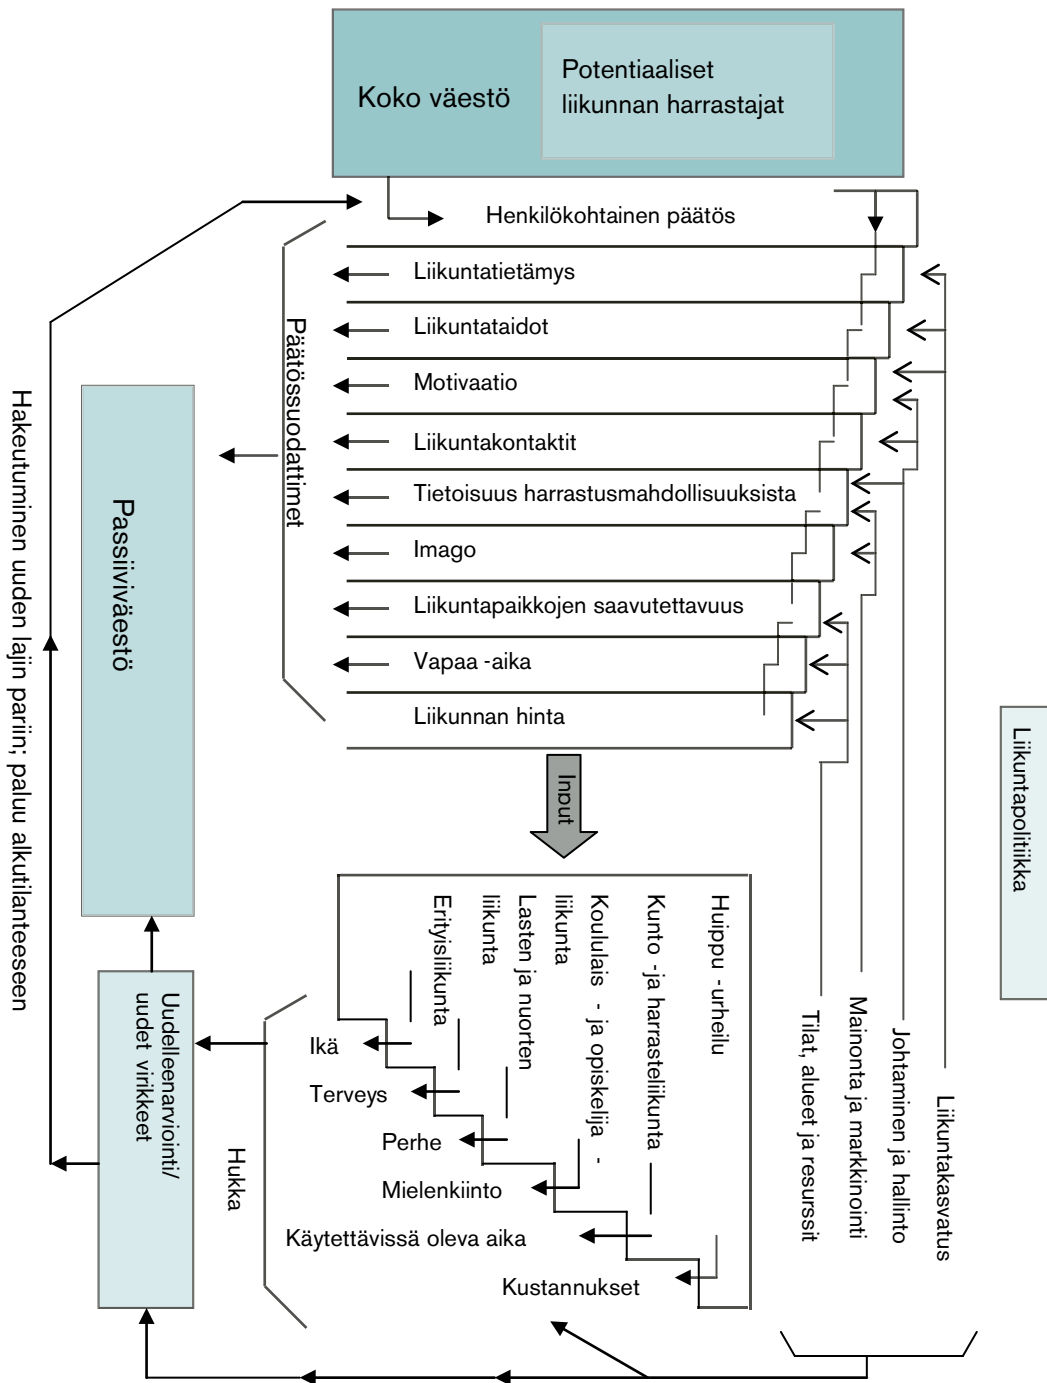 Koko väestö
Potentiaaliset
liikunnan harrastajat
Henkilökohtainen päätös
Liikuntatietämys
Liikuntataidot
Motivaatio
Liikuntakontaktit
Tietoisuus harrastusmahdollisuuksista
Imago
Liikuntapaikkojen saavutettavuus
Vapaa -aika
Liikunnan hinta
Päätössuodattimet
Passiiviväestö
Hakeutuminen uuden lajin pariin; paluu alkutilanteeseen
Input
Liikuntapolitiikka
Huippu -urheilu
Kunto -ja harrasteliikunta
Koululais - ja opiskelija -
liikunta
Lasten ja nuorten
liikunta
Erityisliikunta
Liikuntakasvatus
Johtaminen ja hallinto
Mainonta ja markkinointi
Tilat, alueet ja resurssit
Ikä
Terveys
Perhe
Mielenkiinto
Käytettävissä oleva aika
Kustannukset
Hukka
Uudelleenarviointi/
uudet virikkeet